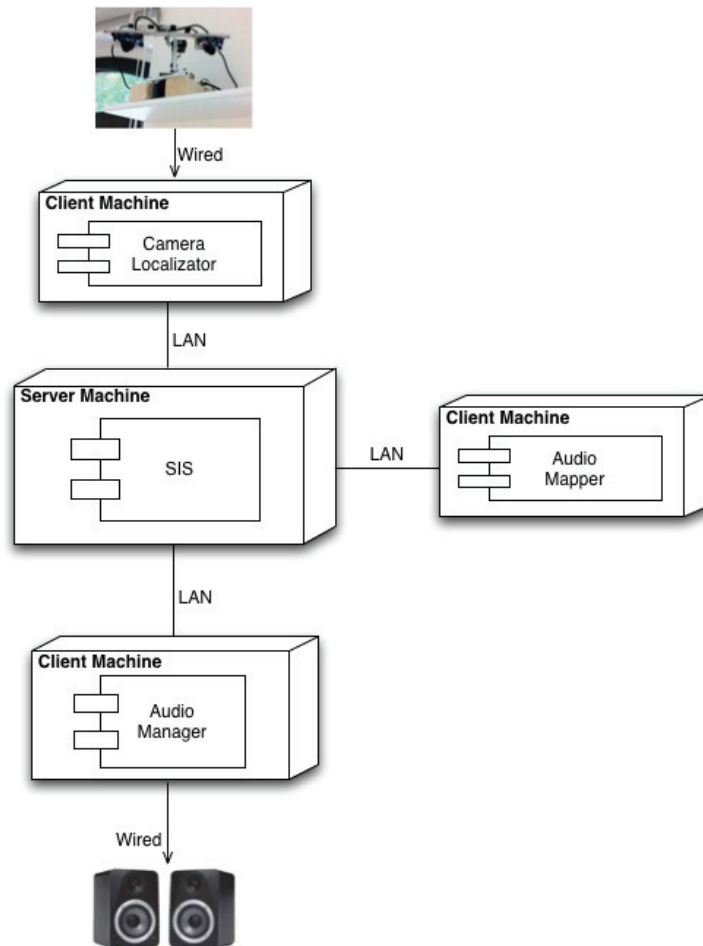 Wired
Client Machine
Camera
Localizator
LAN
Server Machine
SIS
LAN
Client Machine
Audio
Mapper
LAN
Client Machine
Audio
Manager
Wired